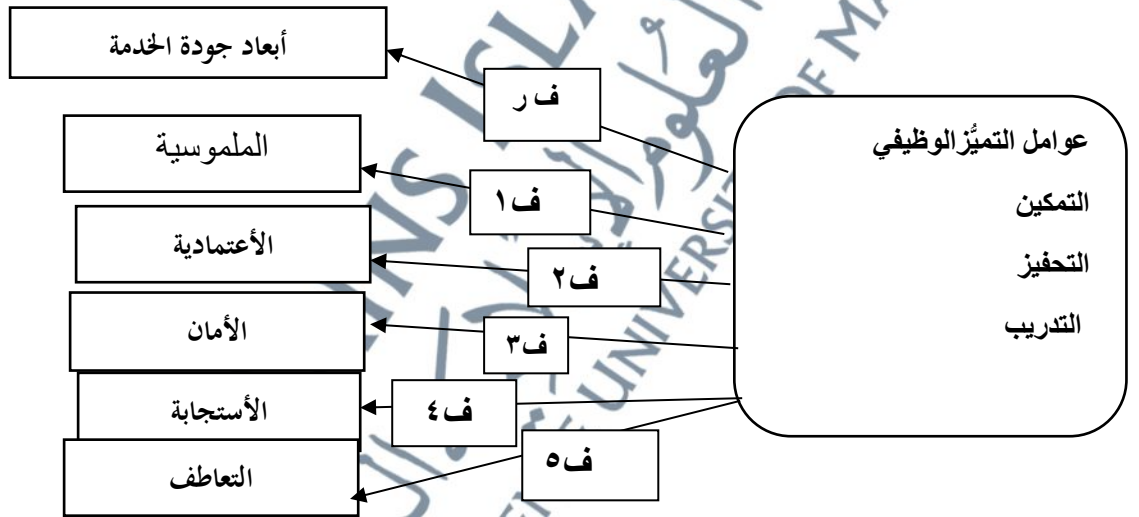 أبعاد جودة الخدمة
ف ر
عوامل التميُّزالوظيفي
الملموسية
ف١
التمكين
الأعتمادية
ف٢
التحفيز
الأمان
ف٣
التدريب
الأستجابة
ف٤
التعاطف
ف٥